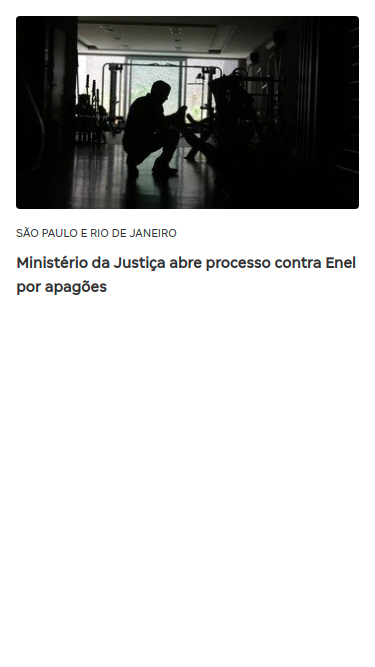 SÃO PAULO E RIO DE JANEIRO
Ministério da Justiça abre processo contra Enel
por apagões